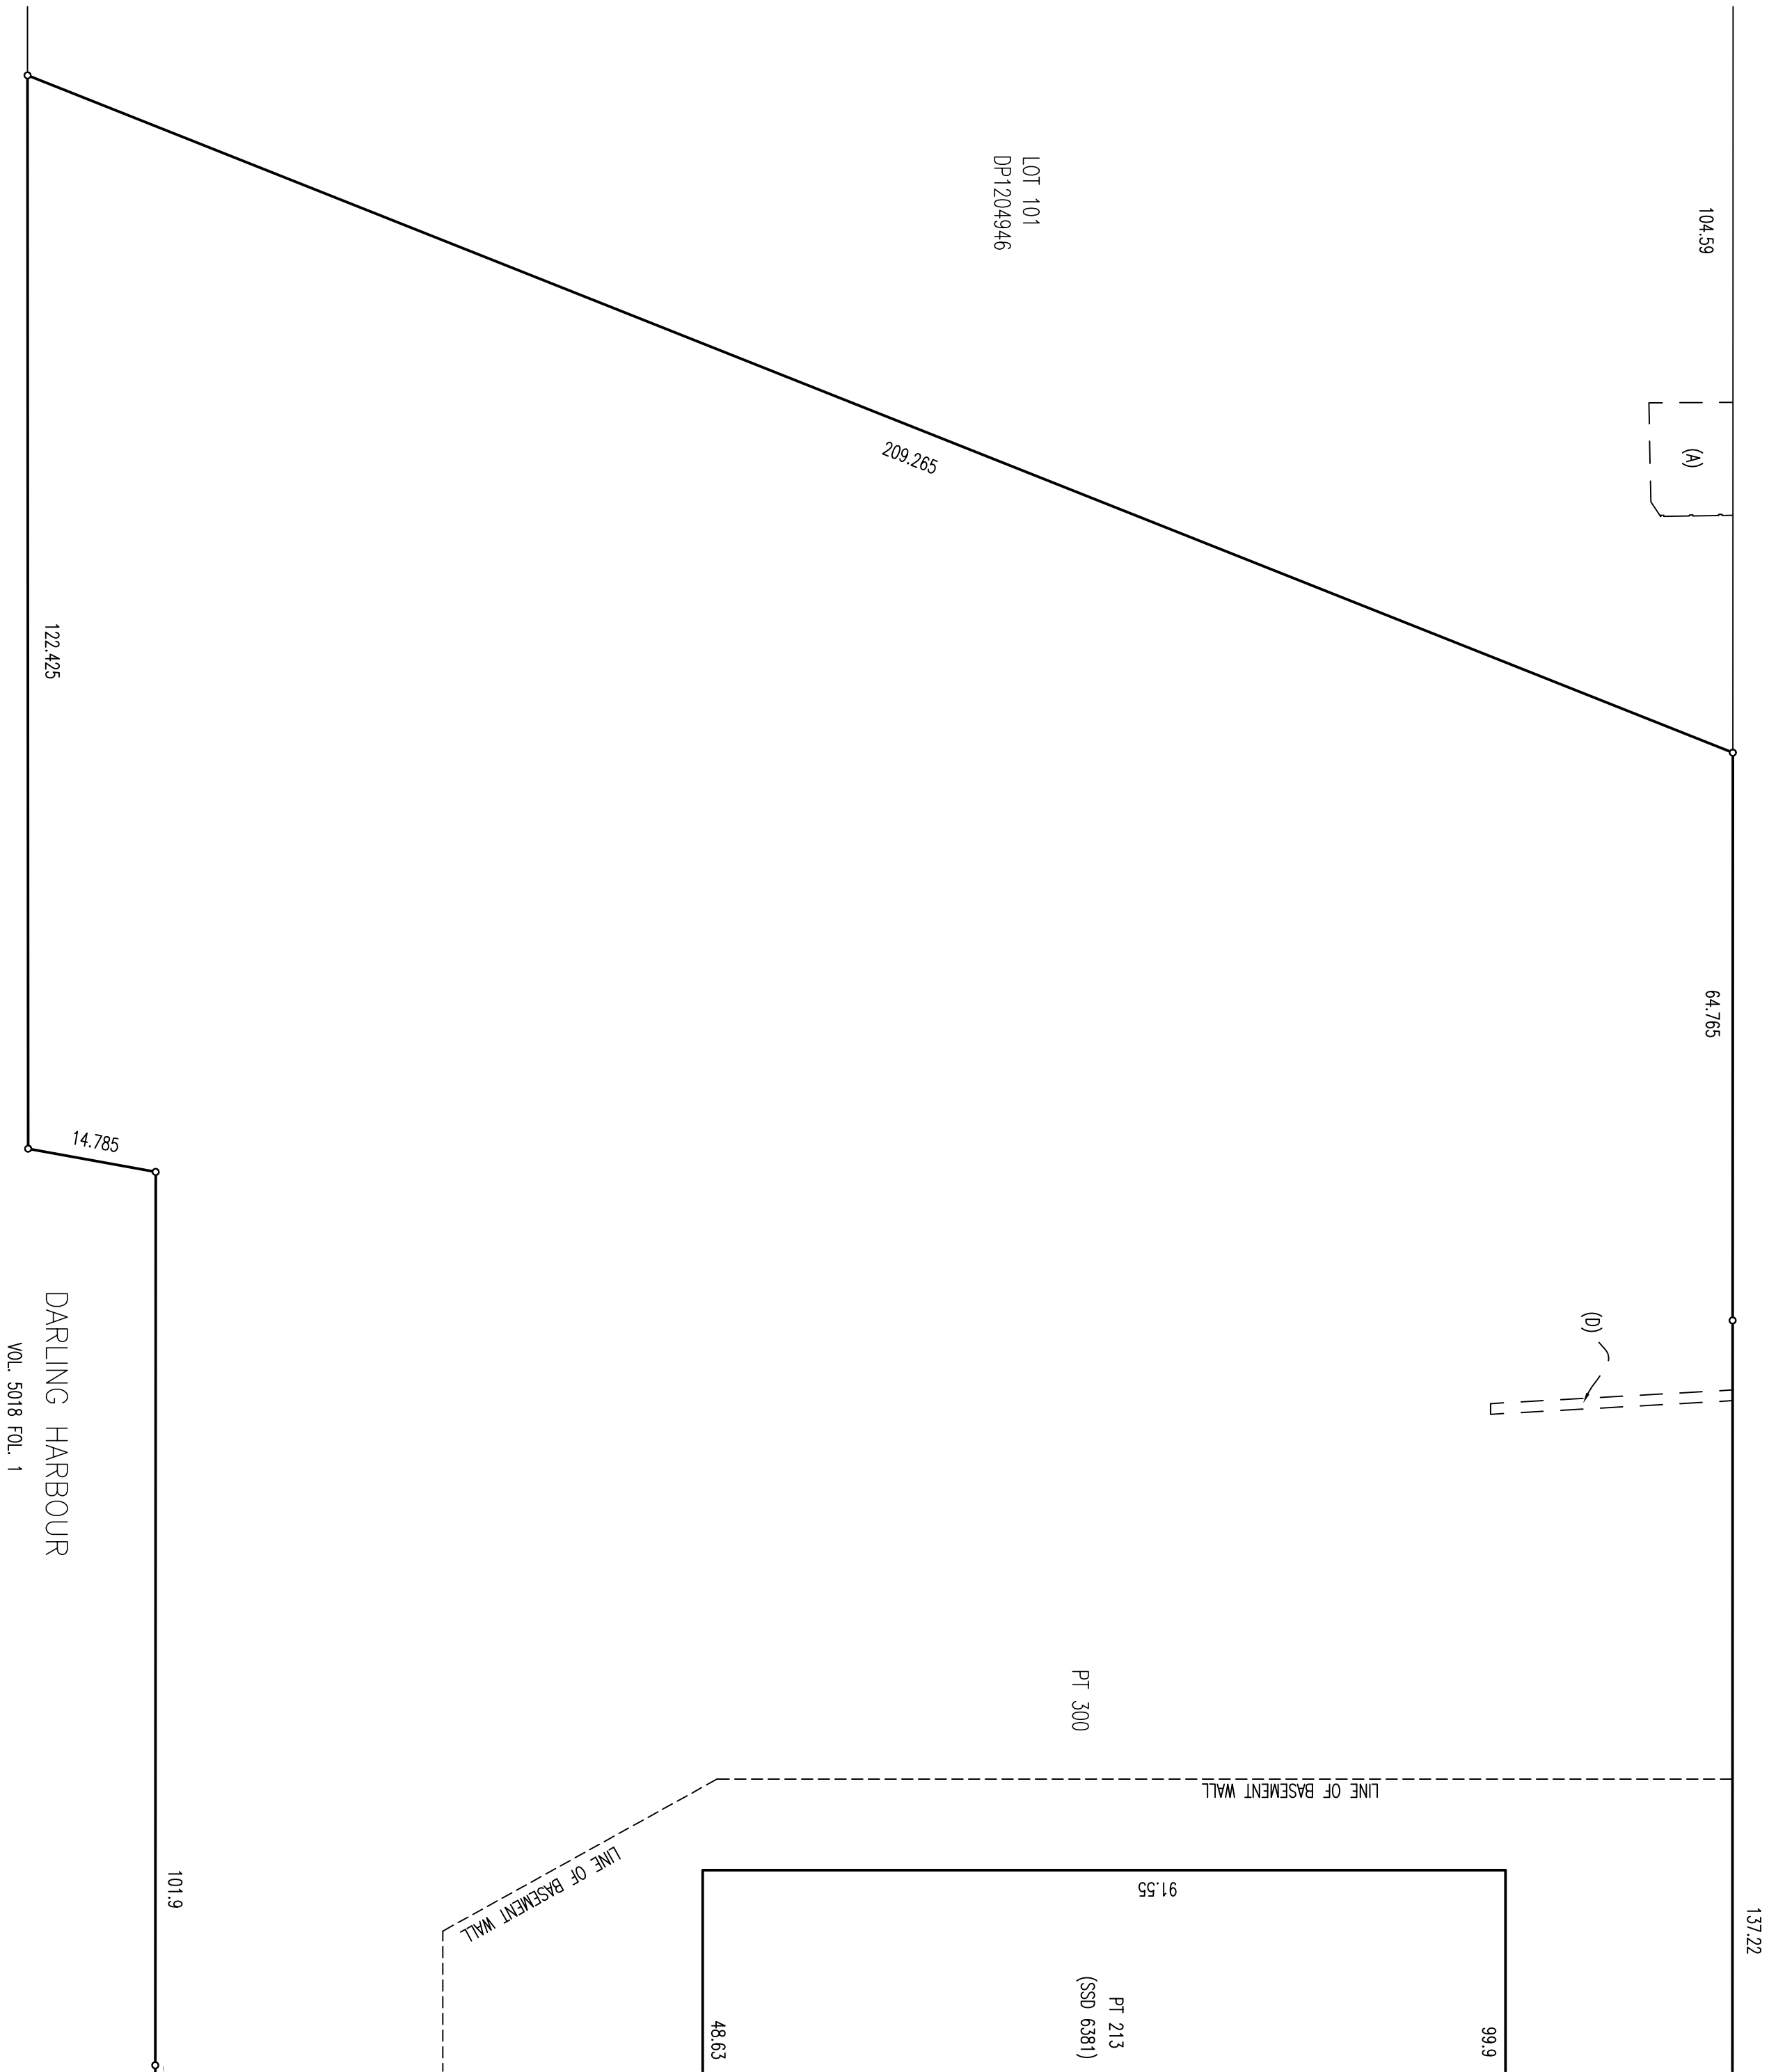 104.59
LOT 101
DP1204946
(A)
209.265
122.425
64.765
14.785
(D)
DARLING HARBOUR
VOL. 5018 FOL. 1
PT 300
LINE OF BASEMENT WALL
LINE OF BASEMENT WALL
101.9
91.55
137.22
PT 213
(SSD 6381)
48.63
99.9